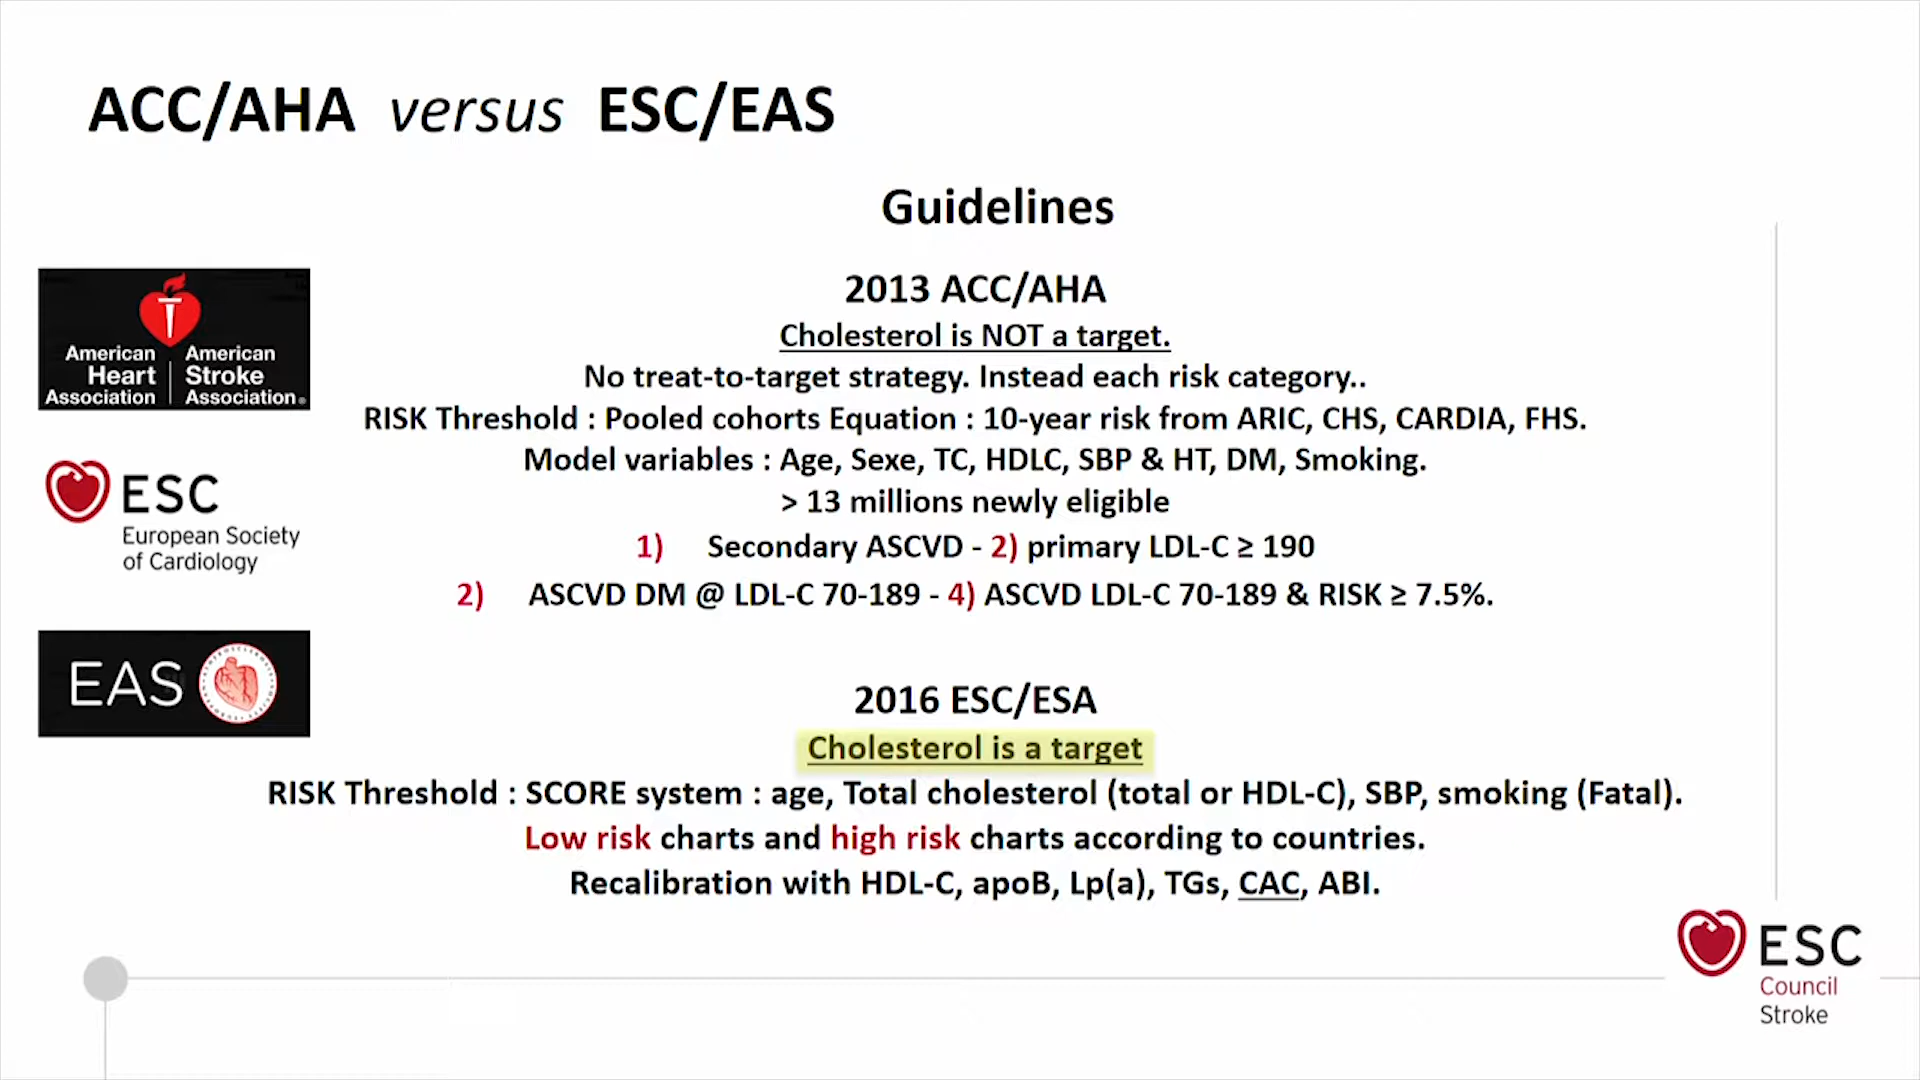 ACC/AHA versus ESC/EAS
Guidelines
American Heart Association
American Stroke Association®
ESC
European Society
of Cardiology
EAS
2013 ACC/AHA
Cholesterol is NOT a target.
No treat-to-target strategy. Instead each risk category..
RISK Threshold : Pooled cohorts Equation : 10-year risk from ARIC, CHS, CARDIA, FHS.
Model variables : Age, Sexe, TC, HDLC, SBP & HT, DM, Smoking.
> 13 millions newly eligible
1) Secondary ASCVD - 2) primary LDL-C ≥ 190
2) ASCVD DM @ LDL-C 70-189 - 4) ASCVD LDL-C 70-189 & RISK ≥ 7.5%.
2016 ESC/ESA
Cholesterol is a target
RISK Threshold : SCORE system : age, Total cholesterol (total or HDL-C), SBP, smoking (Fatal).
Low risk charts and high risk charts according to countries.
Recalibration with HDL-C, apoB, Lp(a), TGs, CAC, ABI.
ESC
Council
Stroke